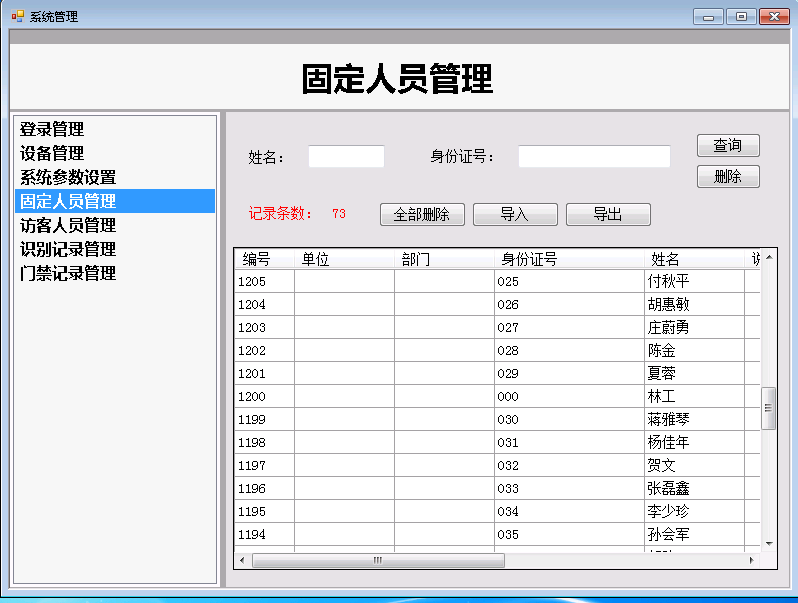 系统管理
固定人员管理
登录管理
设备管理
系统参数设置
固定人员管理
访客人员管理
识别记录管理
门禁记录管理
姓名： 身份证号： 查询
删除
记录条数： 73 全部删除 导入 导出
编号 单位 部门 身份证号 姓名
1205 025 付秋平
1204 026 胡惠敏
1203 027 庄蔚勇
1202 028 陈金
1201 029 夏蓉
1200 000 林工
1199 030 蒋雅琴
1198 031 杨佳年
1197 032 贺文
1196 033 张磊鑫
1195 034 李少珍
1194 035 孙会军